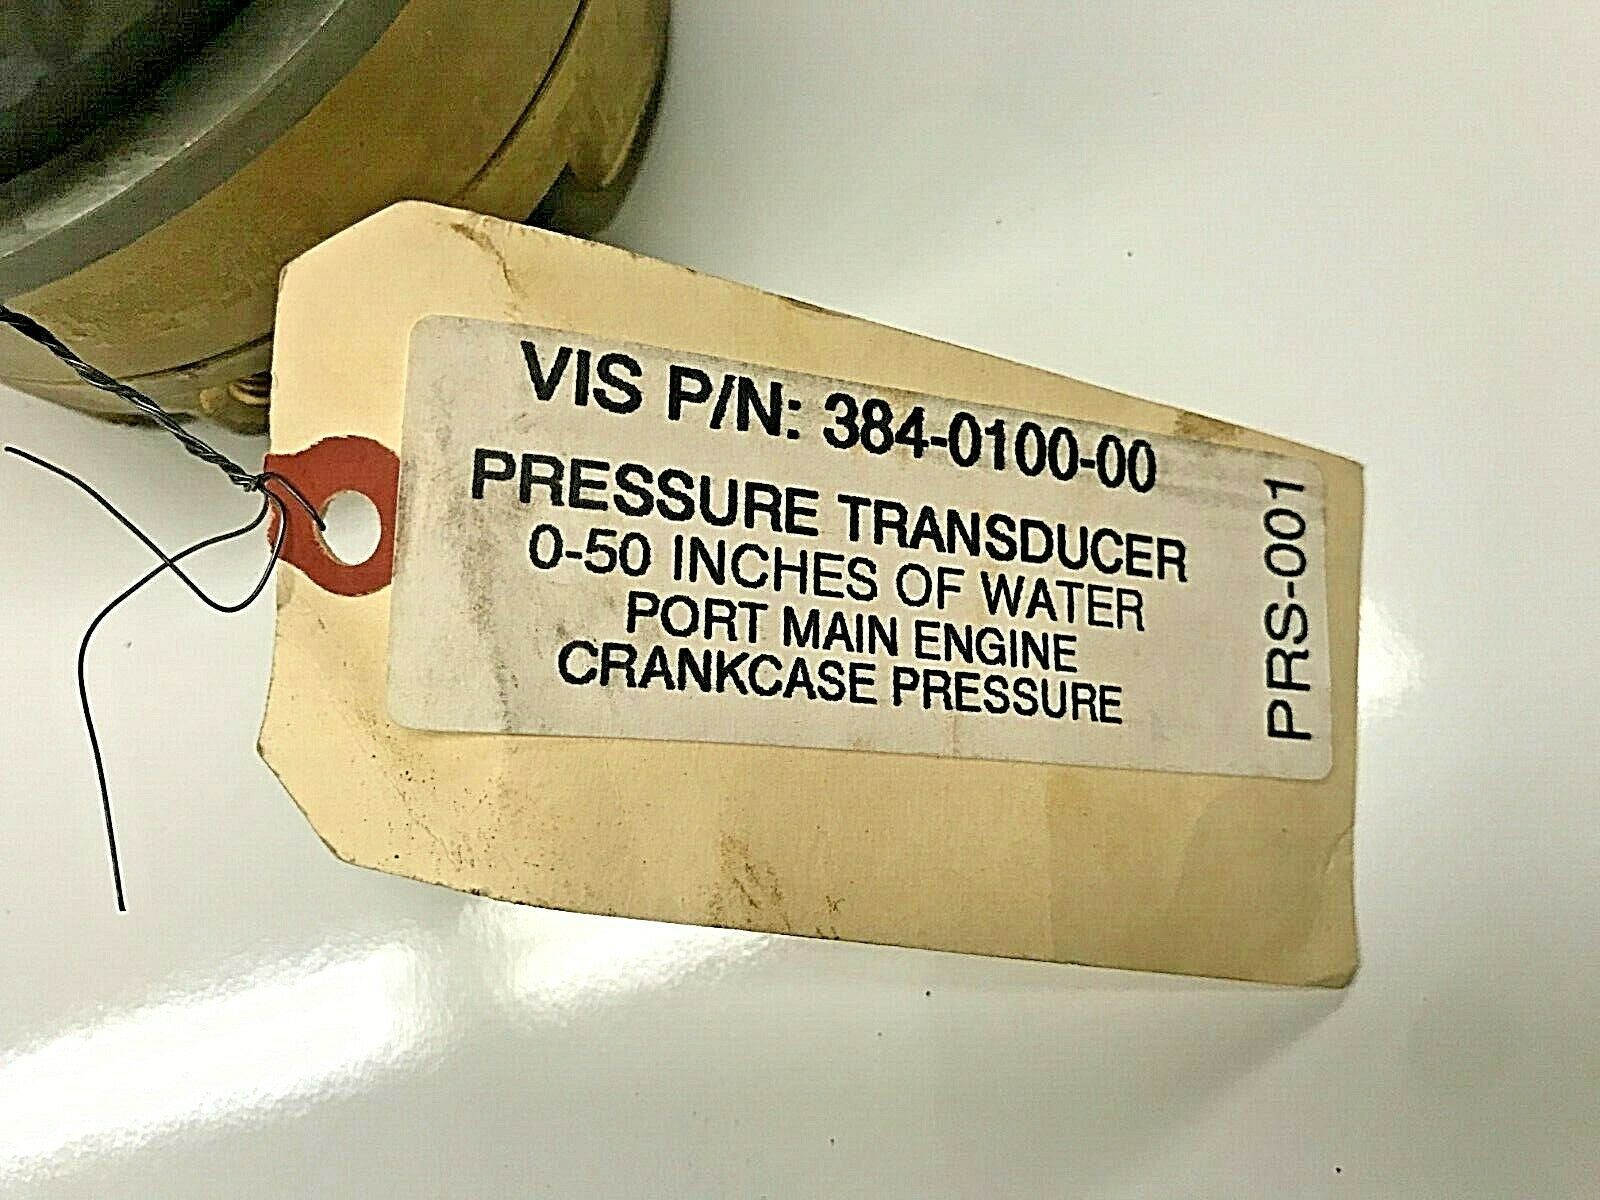 VIS P/N: 384-0100-00
PRESSURE TRANSDUCER
0-50 INCHES OF WATER
PORT MAIN ENGINE
CRANKCASE PRESSURE
PRS-001